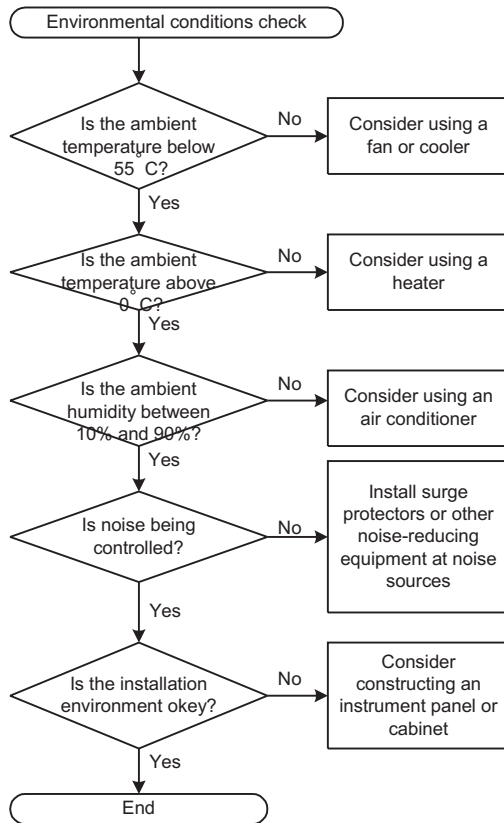 Environmental conditions check
Is the ambient
temperature below
55°C?
No
Consider using a
fan or cooler
Yes
Is the ambient
temperature above
0°C?
No
Consider using a
heater
Yes
Is the ambient
humidity between
10% and 90%?
No
Consider using an
air conditioner
Yes
Is noise being
controlled?
No
Install surge
protectors or other
noise-reducing
equipment at noise
sources
Yes
Is the installation
environment okey?
No
Consider
constructing an
instrument panel or
cabinet
Yes
End